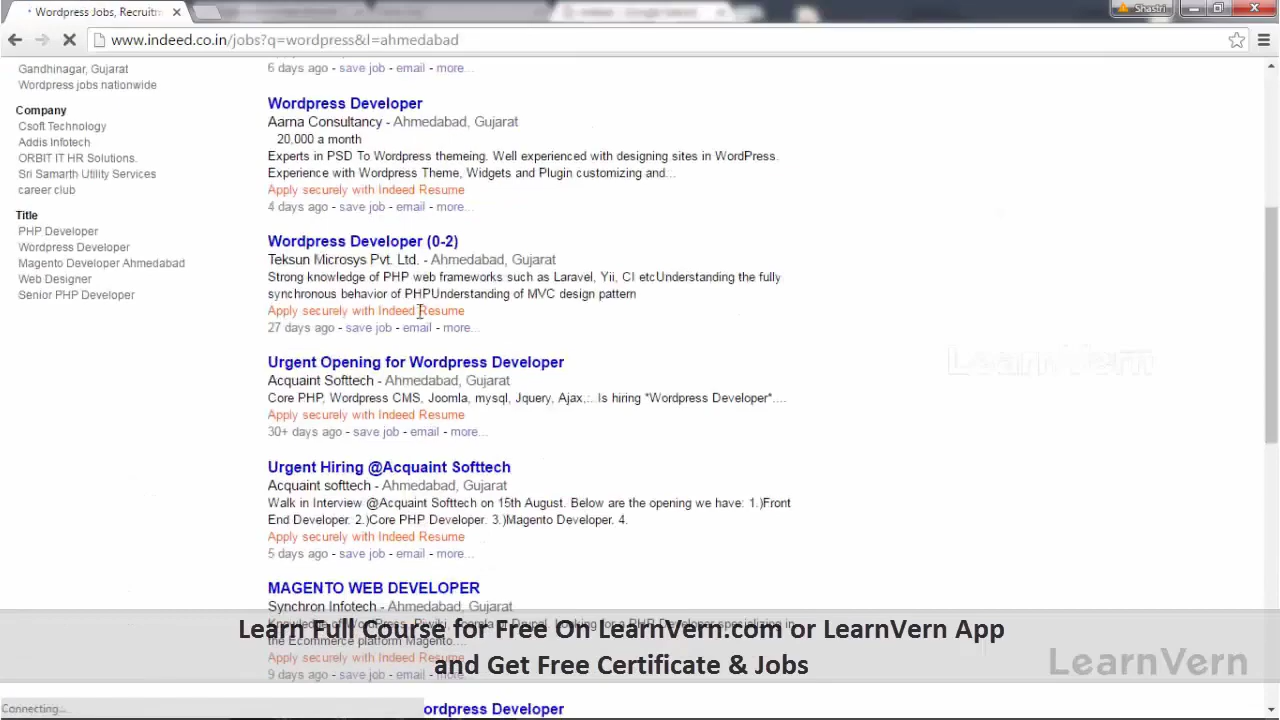 Wordpress Jobs, Recruitm
Shastri
www.indeed.co.in/jobs?q=wordpress&l=ahmedabad
Gandhinagar, Gujarat
Wordpress jobs nationwide
Company
Csoft Technology
Addis Infotech
ORBIT IT HR Solutions.
Sri Samarth Utility Services
career club
Title
PHP Developer
Wordpress Developer
Magento Developer Ahmedabad
Web Designer
Senior PHP Developer
6 days ago - save job - email - more...
Wordpress Developer
Aarna Consultancy - Ahmedabad, Gujarat
20,000 a month
Experts in PSD To Wordpress themeing. Well experienced with designing sites in WordPress.
Experience with Wordpress Theme, Widgets and Plugin customizing and...
Apply securely with Indeed Resume
4 days ago - save job - email - more...
Wordpress Developer (0-2)
Teksun Microsys Pvt. Ltd. - Ahmedabad, Gujarat
Strong knowledge of PHP web frameworks such as Laravel, Yii, CI etcUnderstanding the fully
synchronous behavior of PHPUnderstanding of MVC design pattern
Apply securely with Indeed Resume
27 days ago - save job - email - more...
Urgent Opening for Wordpress Developer
Acquaint Softtech - Ahmedabad, Gujarat
Core PHP, Wordpress CMS, Joomla, mysql, Jquery, Ajax,:. Is hiring *Wordpress Developer*....
Apply securely with Indeed Resume
30+ days ago - save job - email - more...
LearnVern
Urgent Hiring @Acquaint Softtech
Acquaint softtech - Ahmedabad, Gujarat
Walk in Interview @Acquaint Softtech on 15th August. Below are the opening we have: 1.)Front
End Developer. 2.)Core PHP Developer. 3.)Magento Developer. 4.
Apply securely with Indeed Resume
5 days ago - save job - email - more...
MAGENTO WEB DEVELOPER
Synchron Infotech - Ahmedabad, Gujarat
Learn Full Course for Free On LearnVern.com or LearnVern App
the Ecommerce platform Magento....
Apply securely with Indeed Resume
and Get Free Certificate & Jobs
9 days ago - save job - email - more...
LearnVern
Connecting...
ordpress Developer